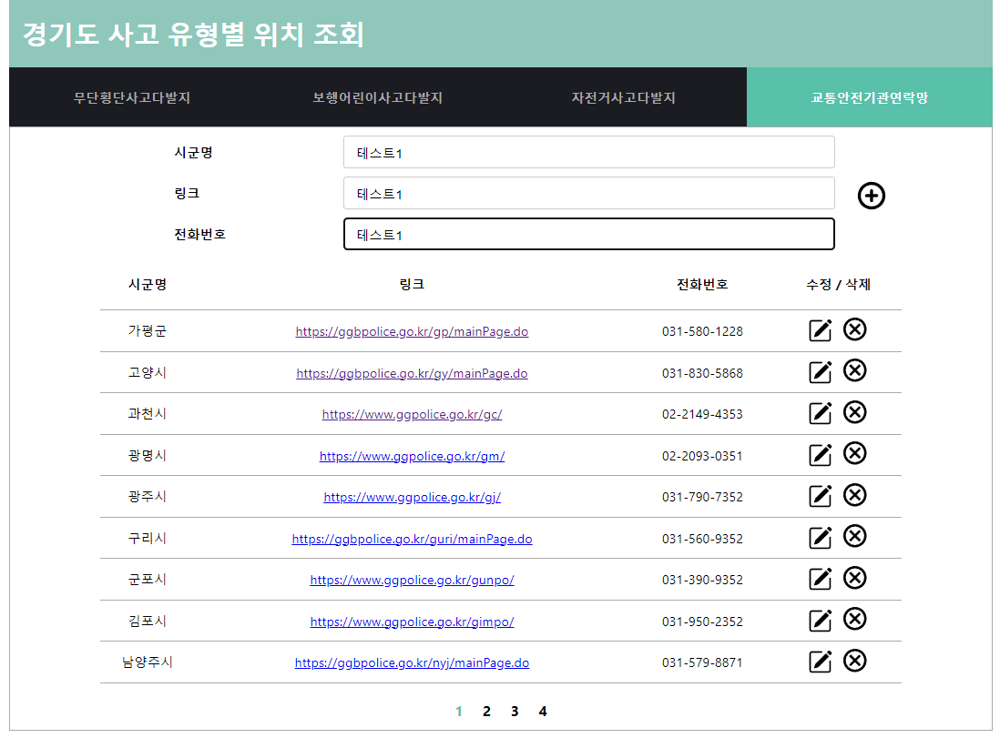 경기도 사고 유형별 위치 조회
무단횡단사고다발지 보행어린이사고다발지 자전거사고다발지 교통안전기관연락망
시군명 테스트1
링크 테스트1
전화번호 테스트1
시군명 링크 전화번호 수정 / 삭제
가평군 https://ggbpolice.go.kr/gp/mainPage.do 031-580-1228
고양시 https://ggbpolice.go.kr/gy/mainPage.do 031-830-5868
과천시 https://www.ggpolice.go.kr/gc/ 02-2149-4353
광명시 https://www.ggpolice.go.kr/gm/ 02-2093-0351
광주시 https://www.ggpolice.go.kr/gj/ 031-790-7352
구리시 https://ggbpolice.go.kr/guri/mainPage.do 031-560-9352
군포시 https://www.ggpolice.go.kr/gunpo/ 031-390-9352
김포시 https://www.ggpolice.go.kr/gimpo/ 031-950-2352
남양주시 https://ggbpolice.go.kr/nyj/mainPage.do 031-579-8871
1 2 3 4